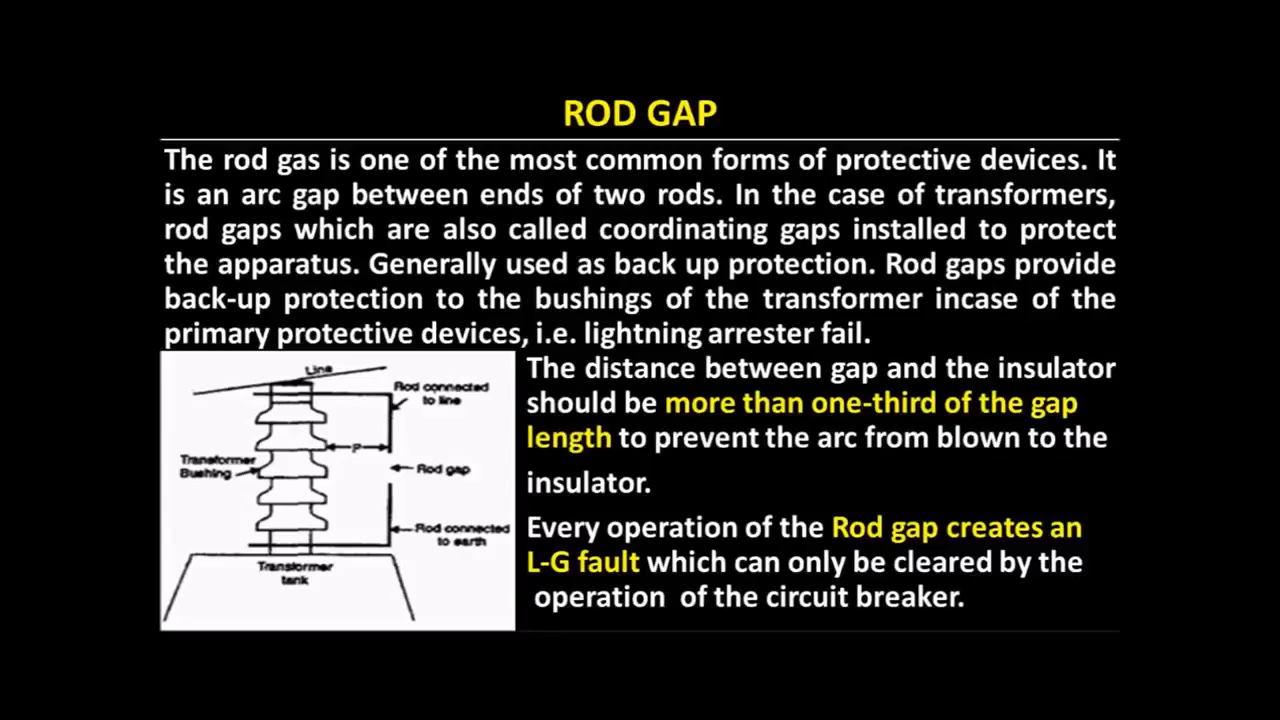 ROD GAP
The rod gas is one of the most common forms of protective devices. It
is an arc gap between ends of two rods. In the case of transformers,
rod gaps which are also called coordinating gaps installed to protect
the apparatus. Generally used as back up protection. Rod gaps provide
back-up protection to the bushings of the transformer incase of the
primary protective devices, i.e. lightning arrester fail.
Line
Rod connected
to line
P
Transformer
Bushing
Rod gap
Rod connected
to earth
Transformer
tank
The distance between gap and the insulator
should be more than one-third of the gap
length to prevent the arc from blown to the
insulator.
Every operation of the Rod gap creates an
L-G fault which can only be cleared by the
operation of the circuit breaker.